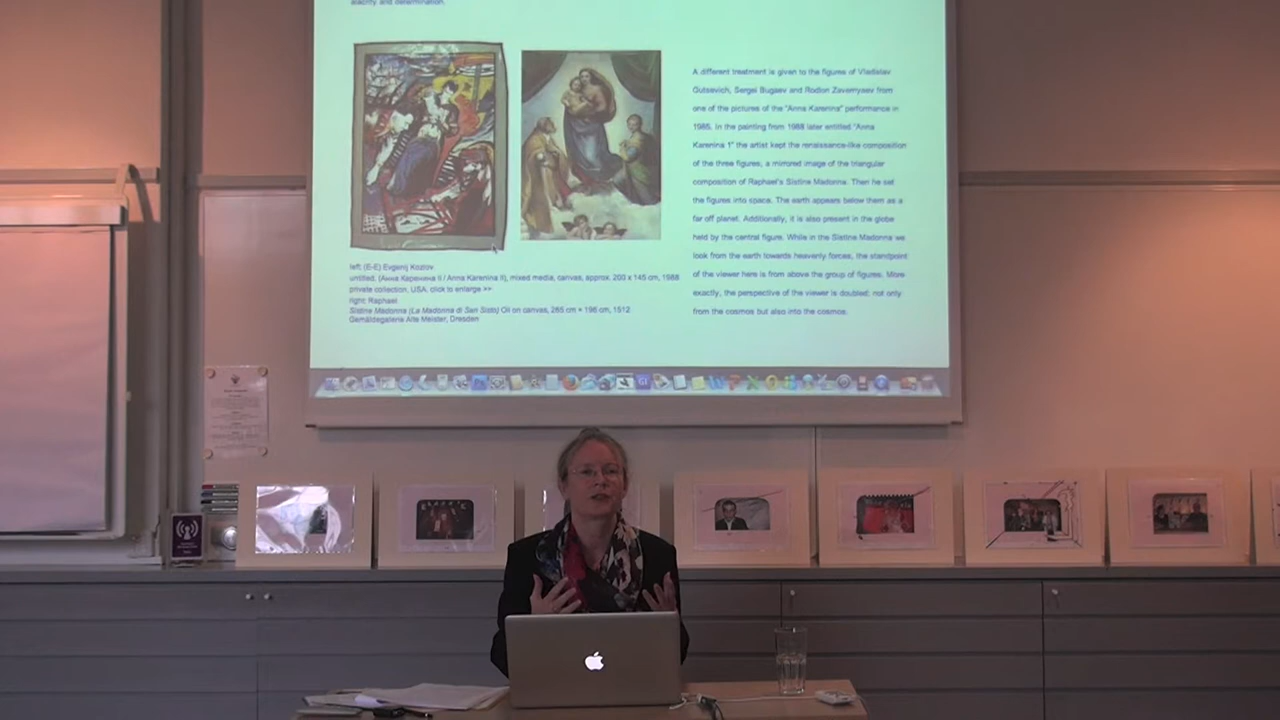 alacrity and determination.
A different treatment is given to the figures of Vladislav
Gutsevich, Sergei Bugaev and Rodion Zavernyaev from
one of the pictures of the "Anna Karenina" performance in
1985. In the painting from 1988 later entitled "Anna
Karenina 1" the artist kept the renaissance-like composition
of the three figures, a mirrored image of the triangular
composition of Raphael's Sistine Madonna. Then he set
the figures into space. The earth appears below them as a
far off planet. Additionally, it is also present in the globe
held by the central figure. While in the Sistine Madonna we
look from the earth towards heavenly forces, the standpoint
of the viewer here is from above the group of figures. More
exactly, the perspective of the viewer is doubled: not only
from the cosmos but also into the cosmos.
left: (E-E) Evgenij Kozlov
untitled, (Анна Каренина II / Anna Karenina II), mixed media, canvas, approx. 200 x 145 cm, 1988
private collection, USA. click to enlarge >>
right: Raphael
Sistine Madonna (La Madonna di San Sisto) Oil on canvas, 265 cm × 196 cm, 1512
Gemäldegalerie Alte Meister, Dresden